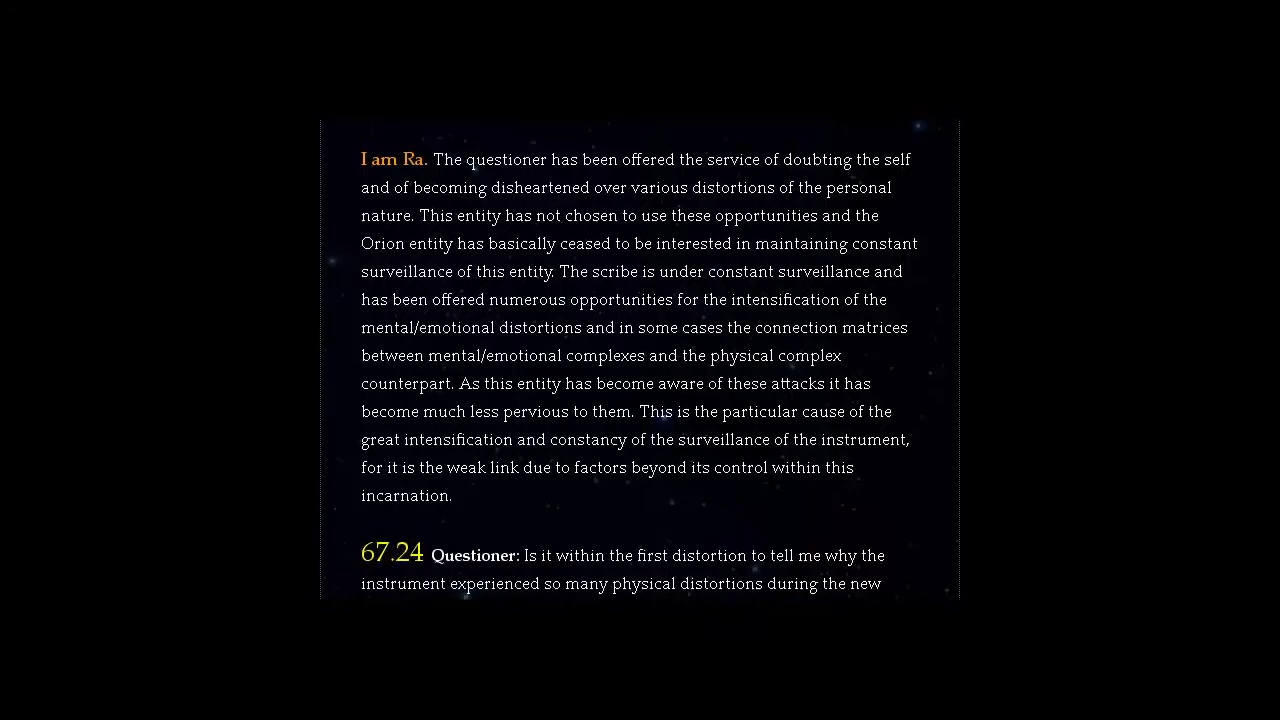 I am Ra. The questioner has been offered the service of doubting the self
and of becoming disheartened over various distortions of the personal
nature. This entity has not chosen to use these opportunities and the
Orion entity has basically ceased to be interested in maintaining constant
surveillance of this entity. The scribe is under constant surveillance and
has been offered numerous opportunities for the intensification of the
mental/emotional distortions and in some cases the connection matrices
between mental/emotional complexes and the physical complex
counterpart. As this entity has become aware of these attacks it has
become much less pervious to them. This is the particular cause of the
great intensification and constancy of the surveillance of the instrument,
for it is the weak link due to factors beyond its control within this
incarnation.
67.24 Questioner: Is it within the first distortion to tell me why the
instrument experienced so many physical distortions during the new